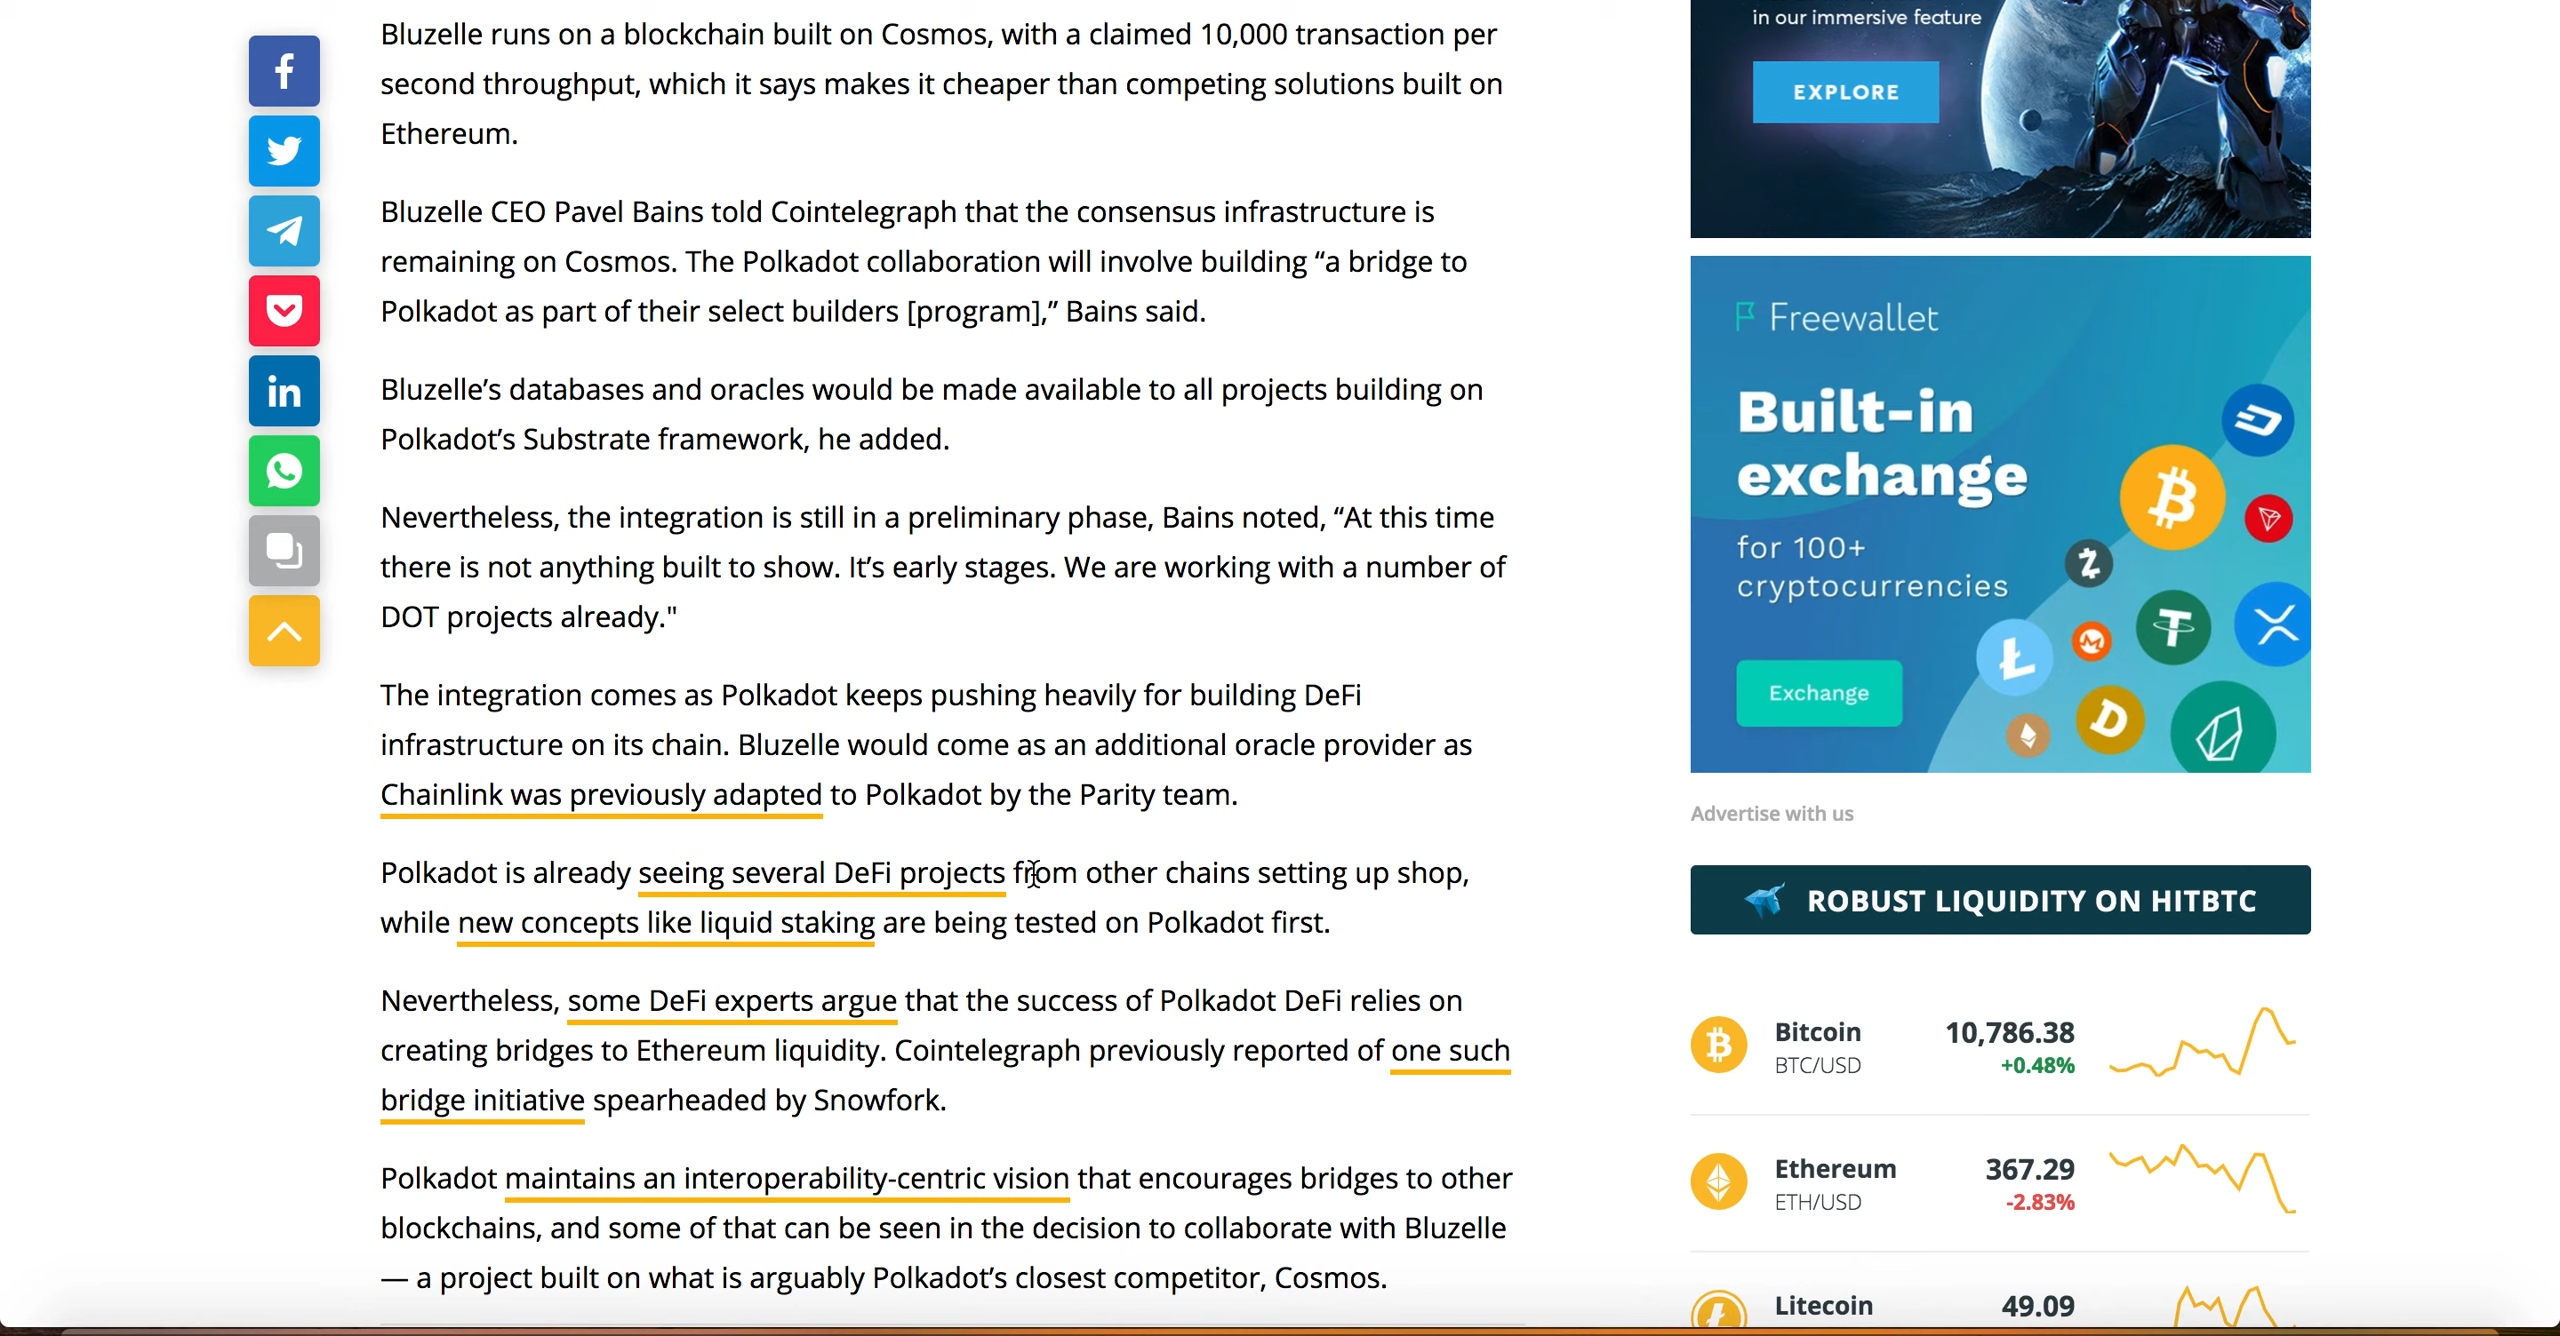 Bluzelle runs on a blockchain built on Cosmos, with a claimed 10,000 transaction per
second throughput, which it says makes it cheaper than competing solutions built on
Ethereum.
Bluzelle CEO Pavel Bains told Cointelegraph that the consensus infrastructure is
remaining on Cosmos. The Polkadot collaboration will involve building “a bridge to
Polkadot as part of their select builders [program],” Bains said.
Bluzelle’s databases and oracles would be made available to all projects building on
Polkadot’s Substrate framework, he added.
Nevertheless, the integration is still in a preliminary phase, Bains noted, “At this time
there is not anything built to show. It’s early stages. We are working with a number of
DOT projects already."
The integration comes as Polkadot keeps pushing heavily for building DeFi
infrastructure on its chain. Bluzelle would come as an additional oracle provider as
Chainlink was previously adapted to Polkadot by the Parity team.
Polkadot is already seeing several DeFi projects from other chains setting up shop,
while new concepts like liquid staking are being tested on Polkadot first.
Nevertheless, some DeFi experts argue that the success of Polkadot DeFi relies on
creating bridges to Ethereum liquidity. Cointelegraph previously reported of one such
bridge initiative spearheaded by Snowfork.
Polkadot maintains an interoperability-centric vision that encourages bridges to other
blockchains, and some of that can be seen in the decision to collaborate with Bluzelle
— a project built on what is arguably Polkadot’s closest competitor, Cosmos.
in our immersive feature
EXPLORE
Freewallet
Built-in
exchange
for 100+
cryptocurrencies
Exchange
Advertise with us
ROBUST LIQUIDITY ON HITBTC
Bitcoin 10,786.38
BTC/USD +0.48%
Ethereum 367.29
ETH/USD -2.83%
Litecoin 49.09